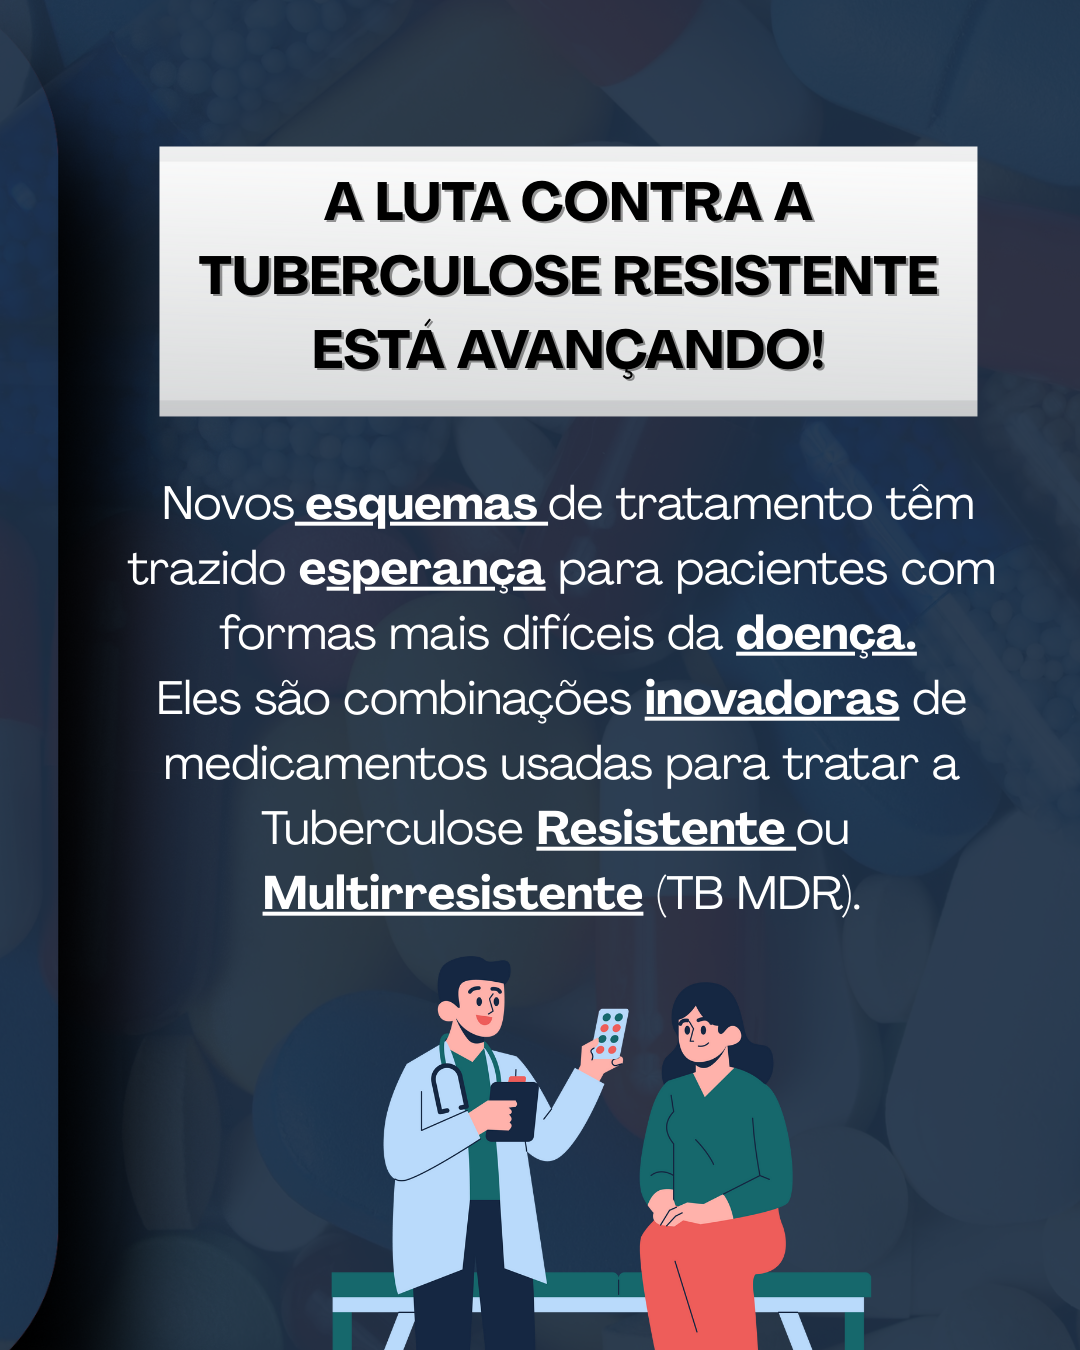 A LUTA CONTRA A
TUBERCULOSE RESISTENTE
ESTÁ AVANÇANDO!
Novos esquemas de tratamento têm
trazido esperança para pacientes com
formas mais difíceis da doença.
Eles são combinações inovadoras de
medicamentos usadas para tratar a
Tuberculose Resistente ou
Multirresistente (TB MDR).